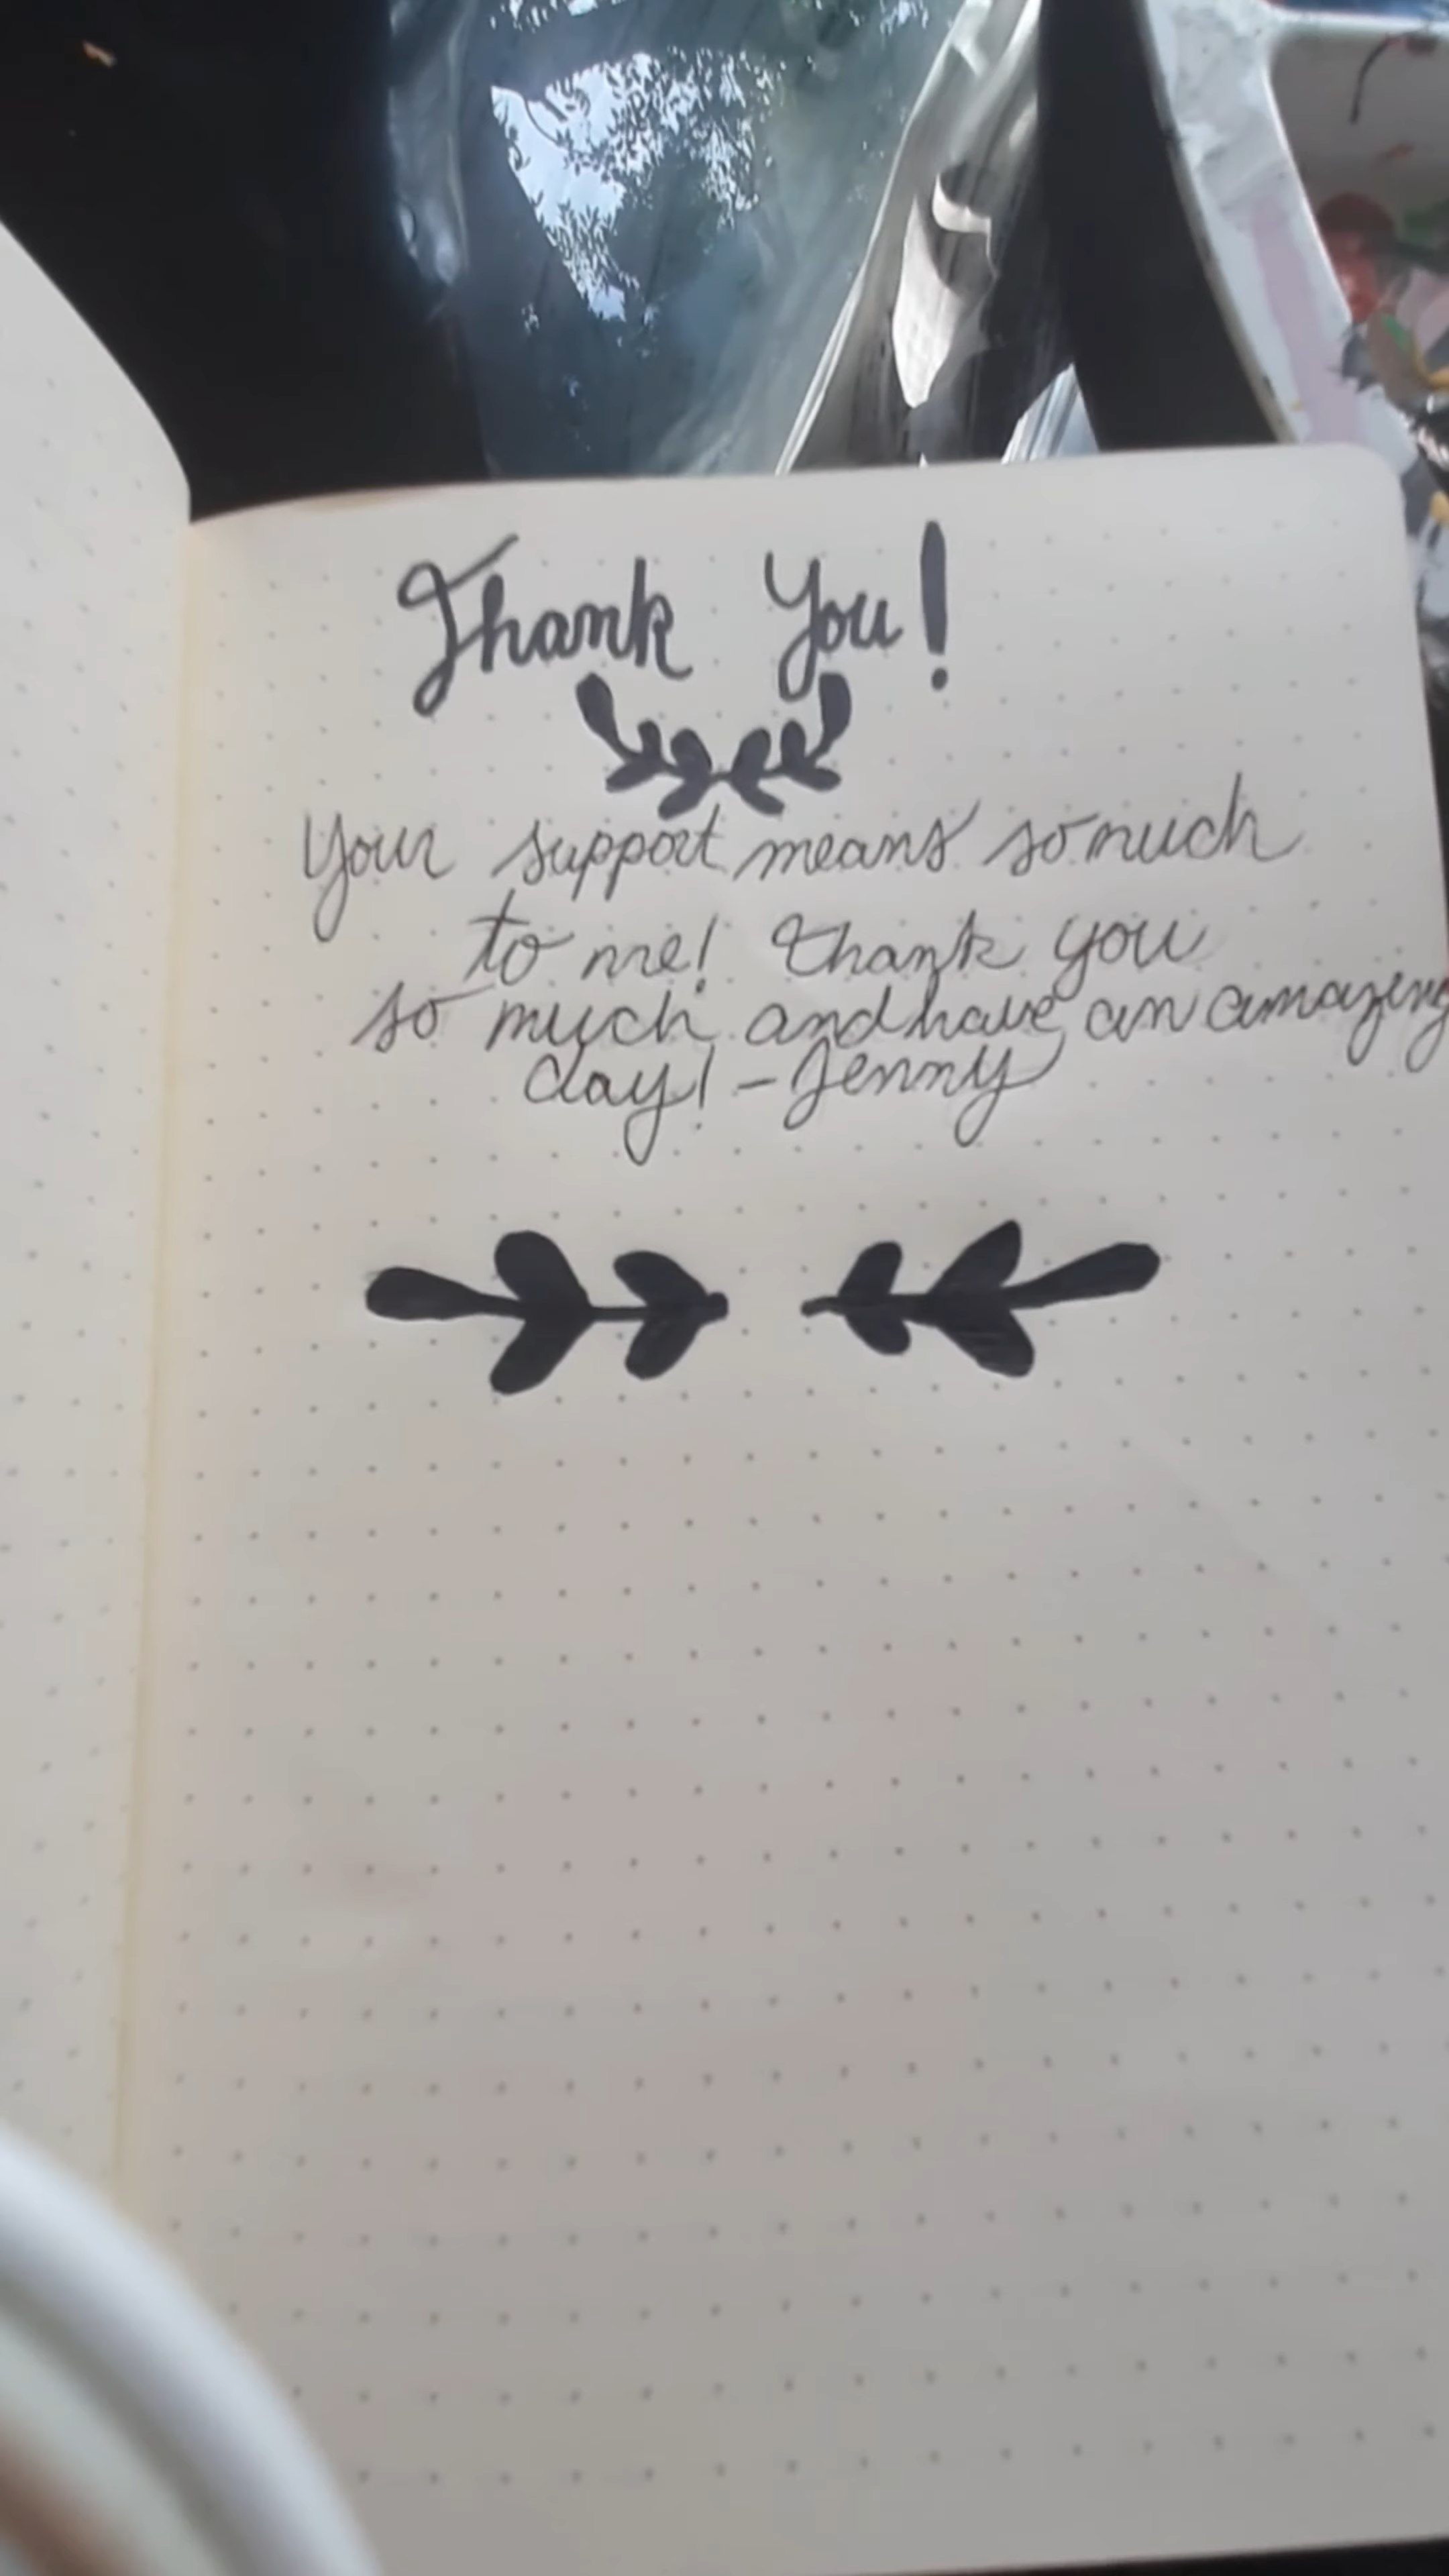 Thank You!
Your support means so much
to me! Thank you
so much and have an amazing
day! - Jenny